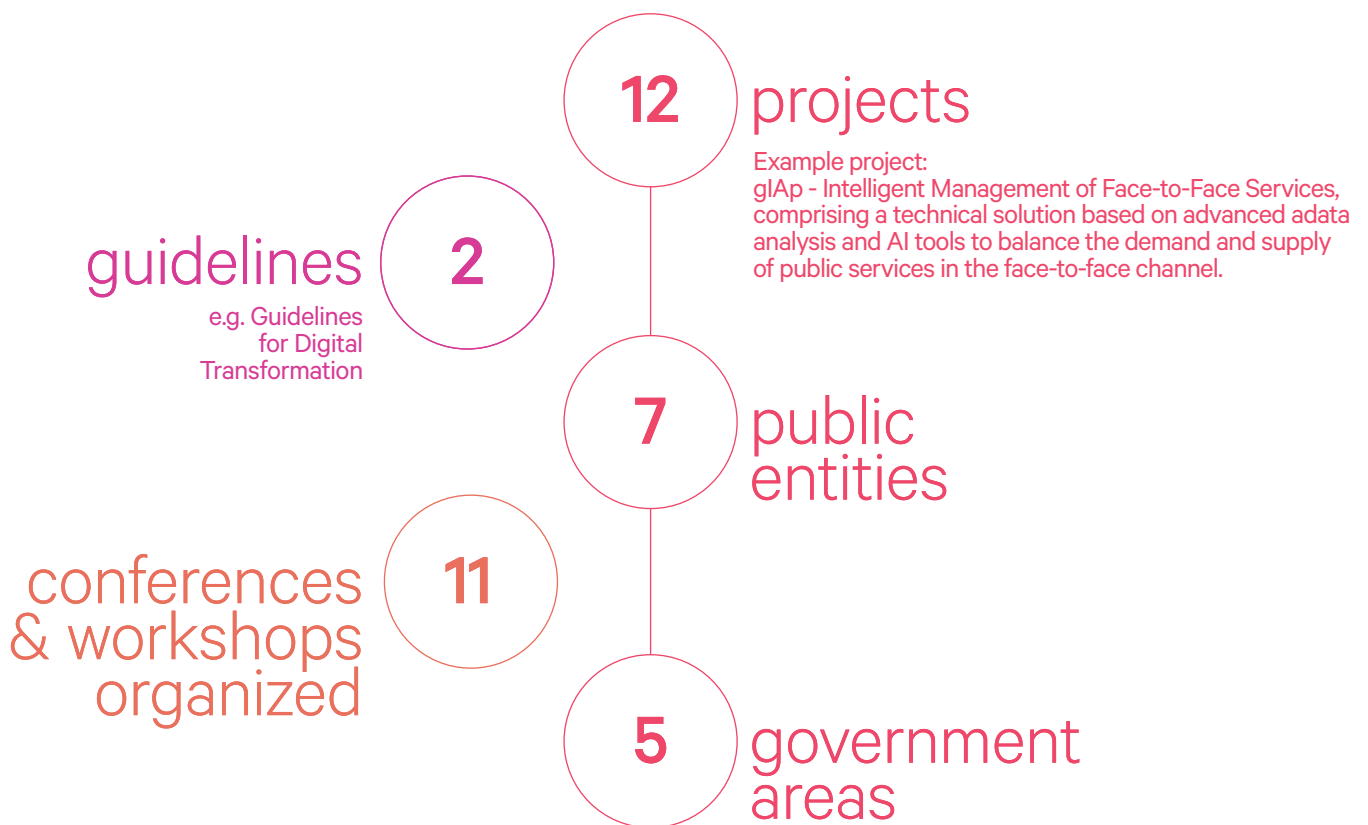 12
projects
Example project:
gIAp - Intelligent Management of Face-to-Face Services,
comprising a technical solution based on advanced adata
analysis and AI tools to balance the demand and supply
of public services in the face-to-face channel.
guidelines
2
e.g. Guidelines
for Digital
Transformation
7
public
entities
conferences
& workshops
organized
11
5
government
areas